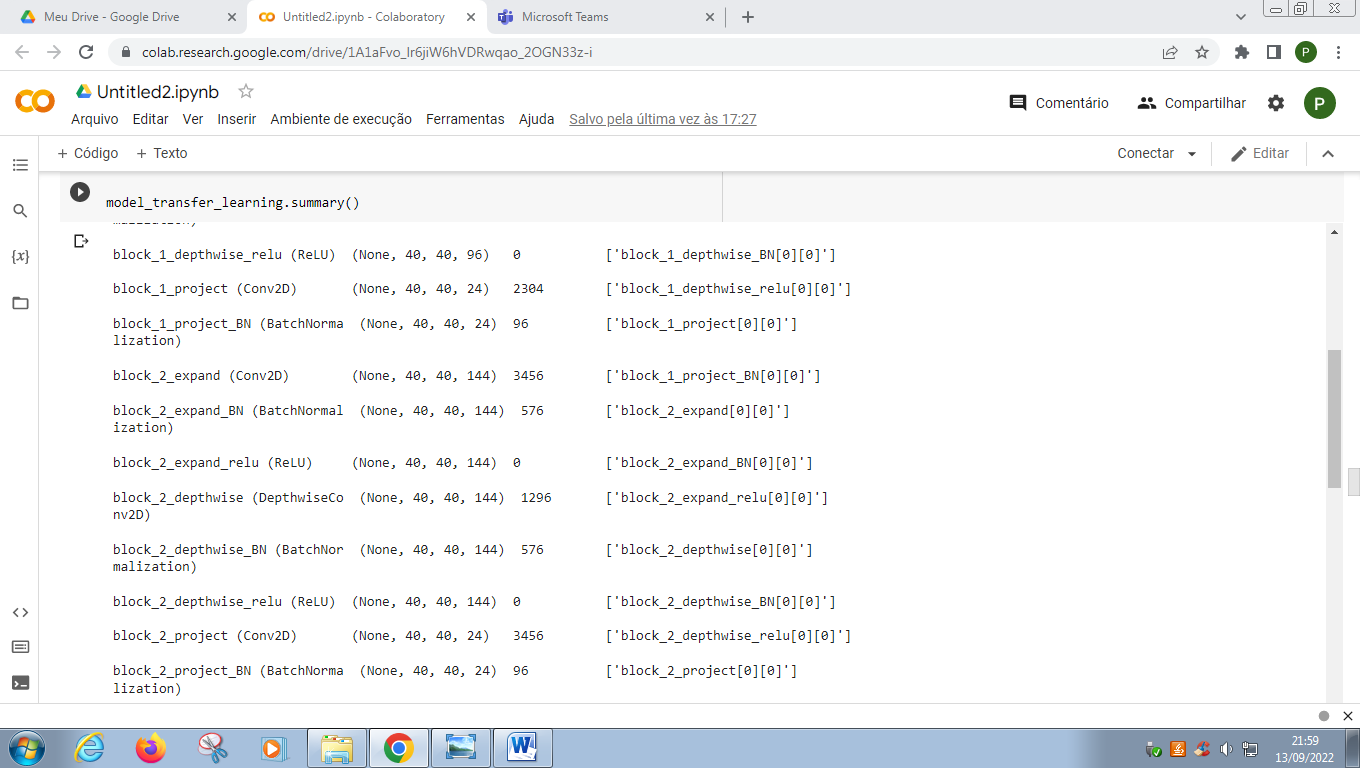 Meu Drive - Google Drive
Untitled2.ipynb - Colaboratory
Microsoft Teams
colab.research.google.com/drive/1A1aFvo_lr6jiW6hVDRwqao_2OGN33z-i
P
Untitled2.ipynb
Comentário
Compartilhar
P
Arquivo Editar Ver Inserir Ambiente de execução Ferramentas Ajuda Salvo pela última vez às 17:27
+ Código + Texto
Conectar
Editar
model_transfer_learning.summary()
malization)
block_1_depthwise_relu (ReLU) (None, 40, 40, 96) 0 ['block_1_depthwise_BN[0][0]']
block_1_project (Conv2D) (None, 40, 40, 24) 2304 ['block_1_depthwise_relu[0][0]']
block_1_project_BN (BatchNorma (None, 40, 40, 24) 96 ['block_1_project[0][0]']
lization)
block_2_expand (Conv2D) (None, 40, 40, 144) 3456 ['block_1_project_BN[0][0]']
block_2_expand_BN (BatchNormal (None, 40, 40, 144) 576 ['block_2_expand[0][0]']
ization)
block_2_expand_relu (ReLU) (None, 40, 40, 144) 0 ['block_2_expand_BN[0][0]']
block_2_depthwise (DepthwiseCo (None, 40, 40, 144) 1296 ['block_2_expand_relu[0][0]']
nv2D)
block_2_depthwise_BN (BatchNor (None, 40, 40, 144) 576 ['block_2_depthwise[0][0]']
malization)
block_2_depthwise_relu (ReLU) (None, 40, 40, 144) 0 ['block_2_depthwise_BN[0][0]']
block_2_project (Conv2D) (None, 40, 40, 24) 3456 ['block_2_depthwise_relu[0][0]']
block_2_project_BN (BatchNorma (None, 40, 40, 24) 96 ['block_2_project[0][0]']
lization)
21:59
13/09/2022